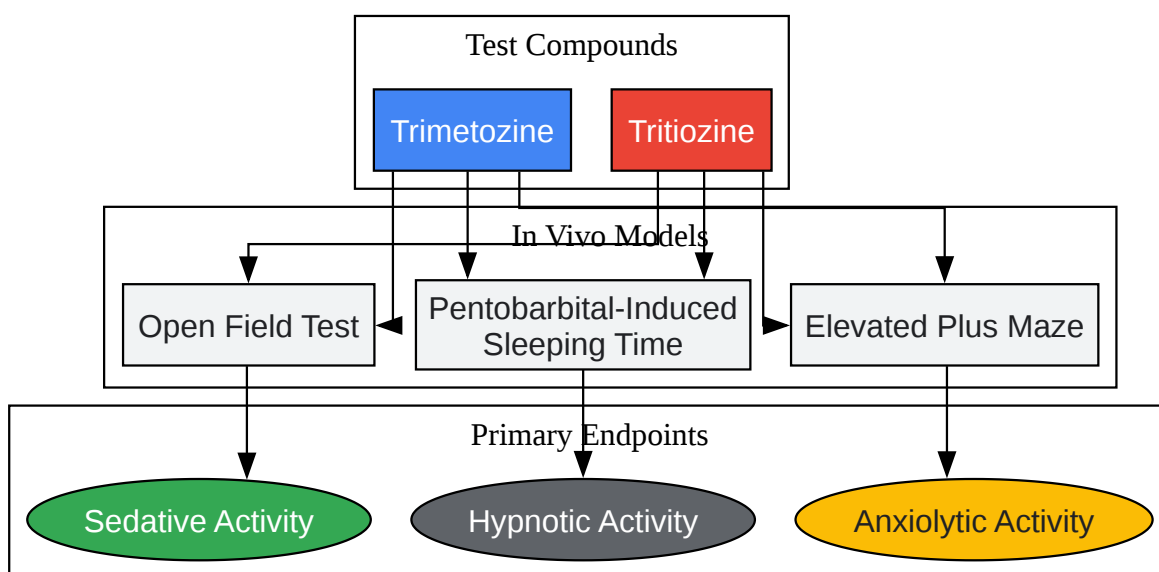 Test Compounds
Trimetozine
Tritiozine
In Vivo Models
Open Field Test
Pentobarbital-Induced
Sleeping Time
Elevated Plus Maze
Primary Endpoints
Sedative Activity
Hypnotic Activity
Anxiolytic Activity